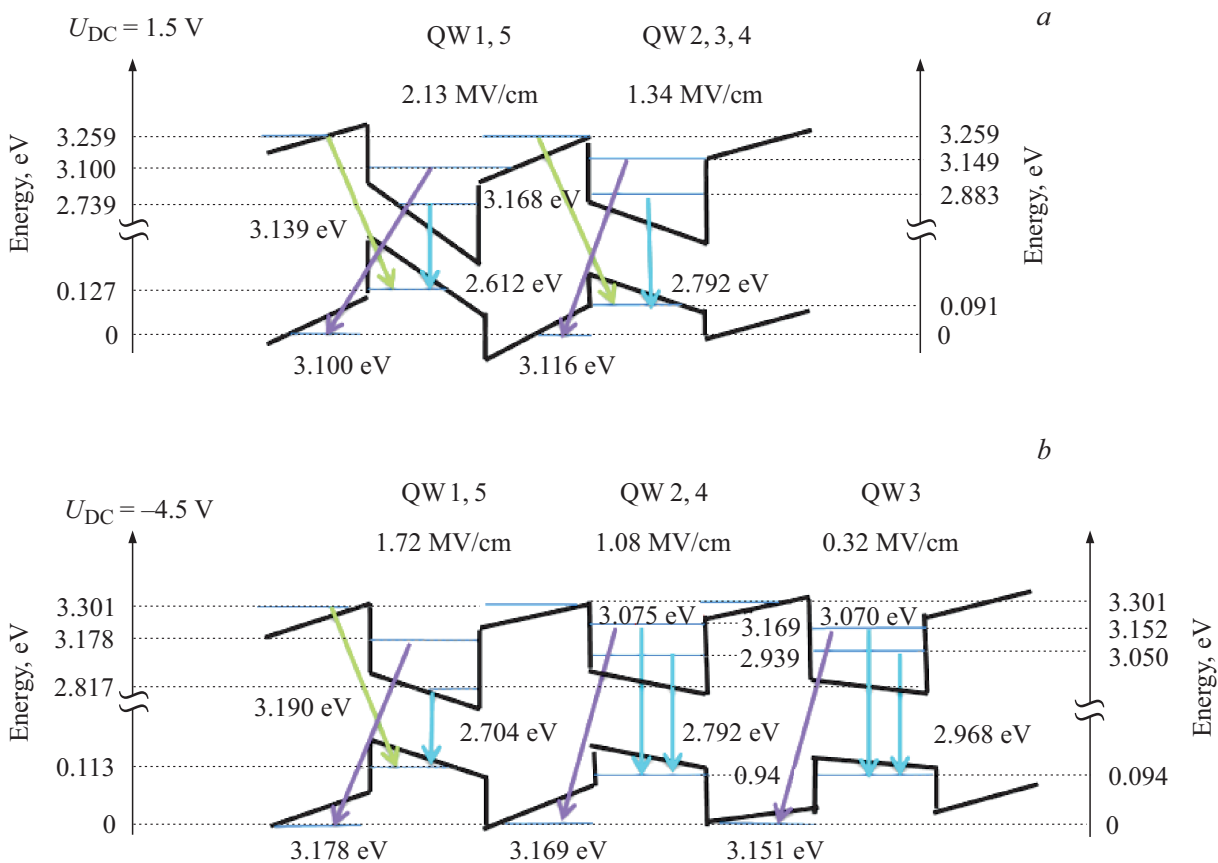 a
U_DC = 1.5 V
QW 1, 5
QW 2, 3, 4
2.13 MV/cm
1.34 MV/cm
Energy, eV
3.259
3.100
2.739
0.127
0
3.139 eV
3.168 eV
2.612 eV
2.792 eV
3.100 eV
3.116 eV
3.259
3.149
2.883
0.091
0
Energy, eV
b
U_DC = –4.5 V
QW 1, 5
QW 2, 4
QW 3
1.72 MV/cm
1.08 MV/cm
0.32 MV/cm
Energy, eV
3.301
3.178
2.817
0.113
0
3.190 eV
2.704 eV
3.075 eV
3.169
2.939
2.792 eV
0.94
3.070 eV
2.968 eV
3.178 eV
3.169 eV
3.151 eV
3.301
3.152
3.050
0.094
0
Energy, eV